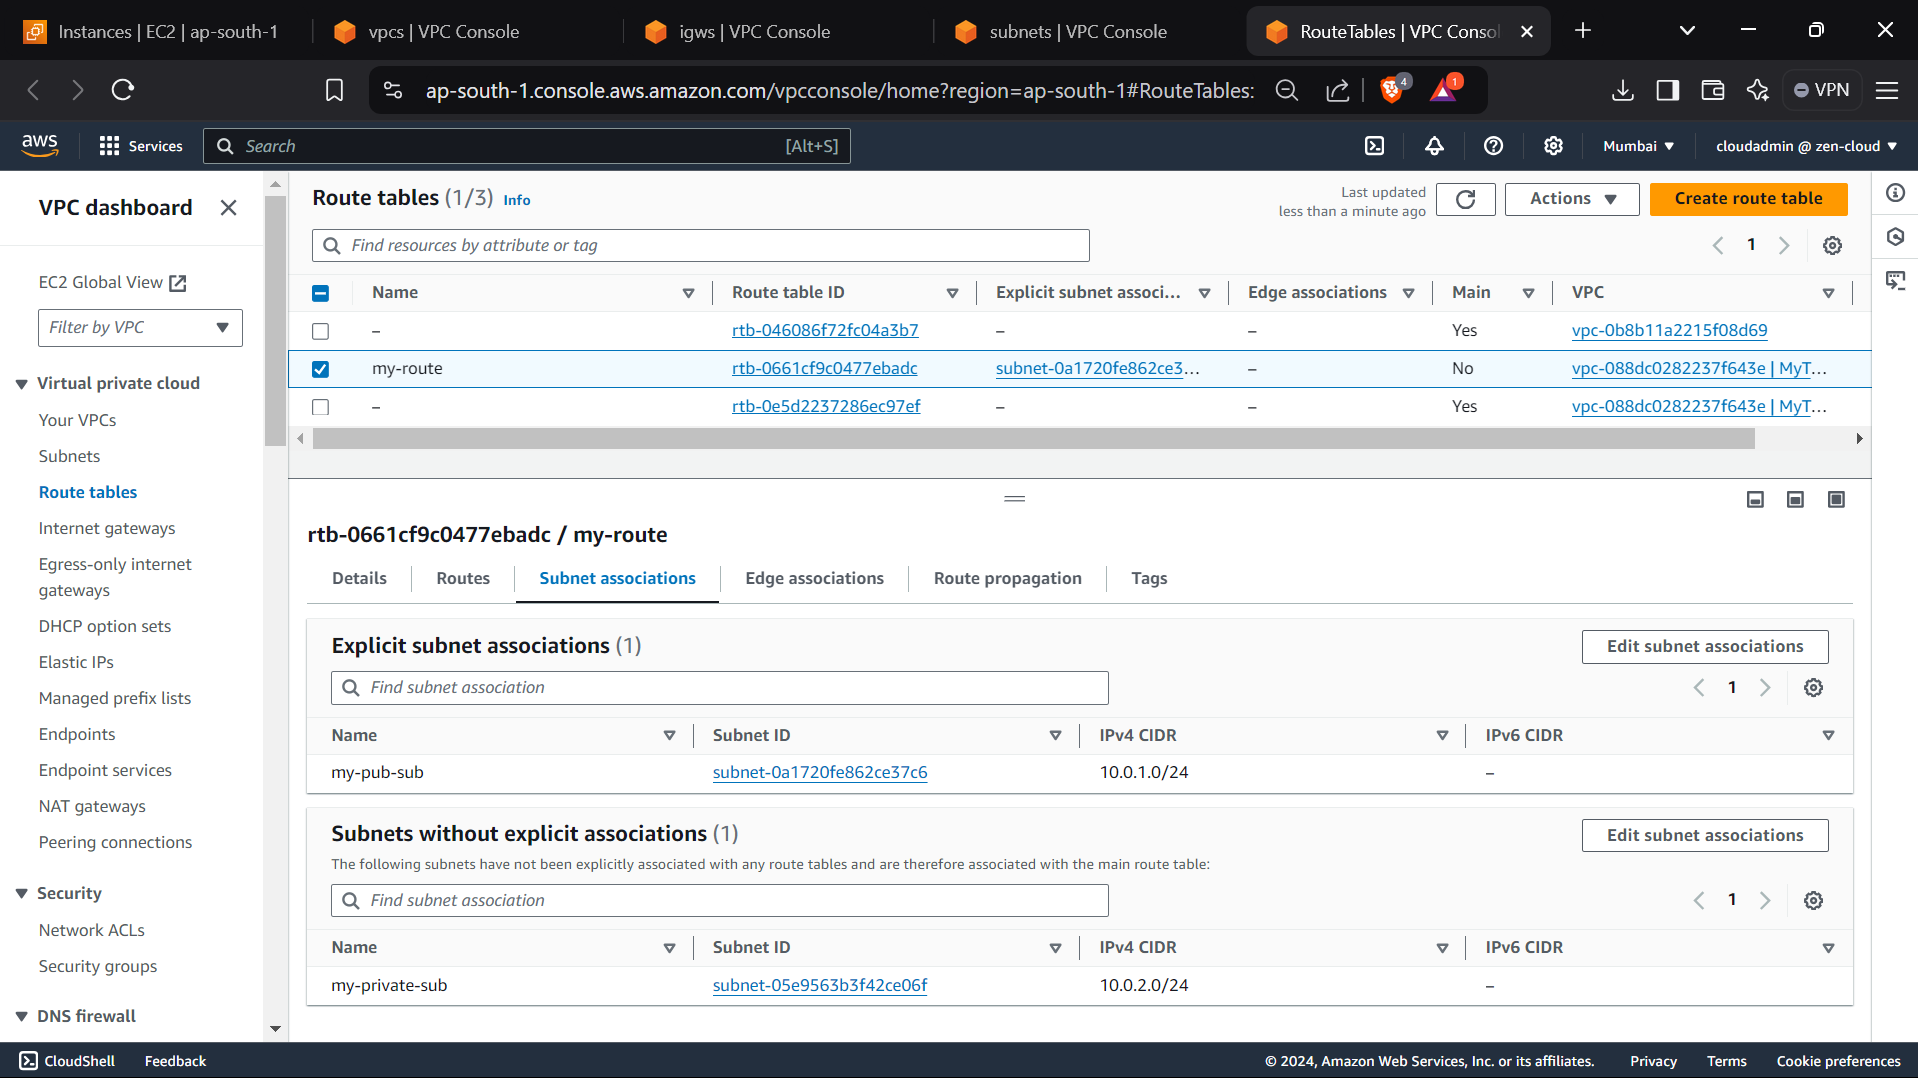 Instances | EC2 | ap-south-1
vpcs | VPC Console
igws | VPC Console
subnets | VPC Console
RouteTables | VPC Consol
ap-south-1.console.aws.amazon.com/vpcconsole/home?region=ap-south-1#RouteTables:
4
1
VPN
aws
Services
Search
[Alt+S]
Mumbai
cloudadmin @ zen-cloud
VPC dashboard
EC2 Global View
Filter by VPC
Virtual private cloud
Your VPCs
Subnets
Route tables
Internet gateways
Egress-only internet
gateways
DHCP option sets
Elastic IPs
Managed prefix lists
Endpoints
Endpoint services
NAT gateways
Peering connections
Security
Network ACLs
Security groups
DNS firewall
Route tables (1/3) Info
Last updated
less than a minute ago
Actions
Create route table
Find resources by attribute or tag
1
Name Route table ID Explicit subnet associ... Edge associations Main VPC
– rtb-046086f72fc04a3b7 – – Yes vpc-0b8b11a2215f08d69
my-route rtb-0661cf9c0477ebadc subnet-0a1720fe862ce3... – No vpc-088dc0282237f643e | MyT...
– rtb-0e5d2237286ec97ef – – Yes vpc-088dc0282237f643e | MyT...
rtb-0661cf9c0477ebadc / my-route
Details Routes Subnet associations Edge associations Route propagation Tags
Explicit subnet associations (1)
Edit subnet associations
Find subnet association
1
Name Subnet ID IPv4 CIDR IPv6 CIDR
my-pub-sub subnet-0a1720fe862ce37c6 10.0.1.0/24 –
Subnets without explicit associations (1)
Edit subnet associations
The following subnets have not been explicitly associated with any route tables and are therefore associated with the main route table:
Find subnet association
1
Name Subnet ID IPv4 CIDR IPv6 CIDR
my-private-sub subnet-05e9563b3f42ce06f 10.0.2.0/24 –
CloudShell Feedback
© 2024, Amazon Web Services, Inc. or its affiliates. Privacy Terms Cookie preferences